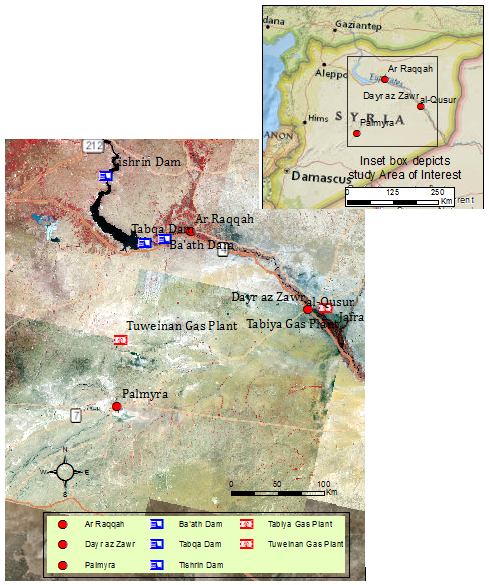 dana
Gaziantep
Aleppo
Ar Raqqah
Euphrates
Dayr az Zawr
al-Qusur
Hims
SYRIA
Palmyra
ANON
Damascus
Inset box depicts
study Area of Interest
0 125 250
Km
212
Tishrin Dam
Ar Raqqah
Tabqa Dam
Ba'ath Dam
Dayr az Zawr
al-Qusur
Jafra
Tabiya Gas Plant
Tuweinan Gas Plant
Palmyra
7
N
W E
S
0 50 100
Km
Ar Raqqah Ba'ath Dam Tabiya Gas Plant
Dayr az Zawr Tabqa Dam Tuweinan Gas Plant
Palmyra Tishrin Dam